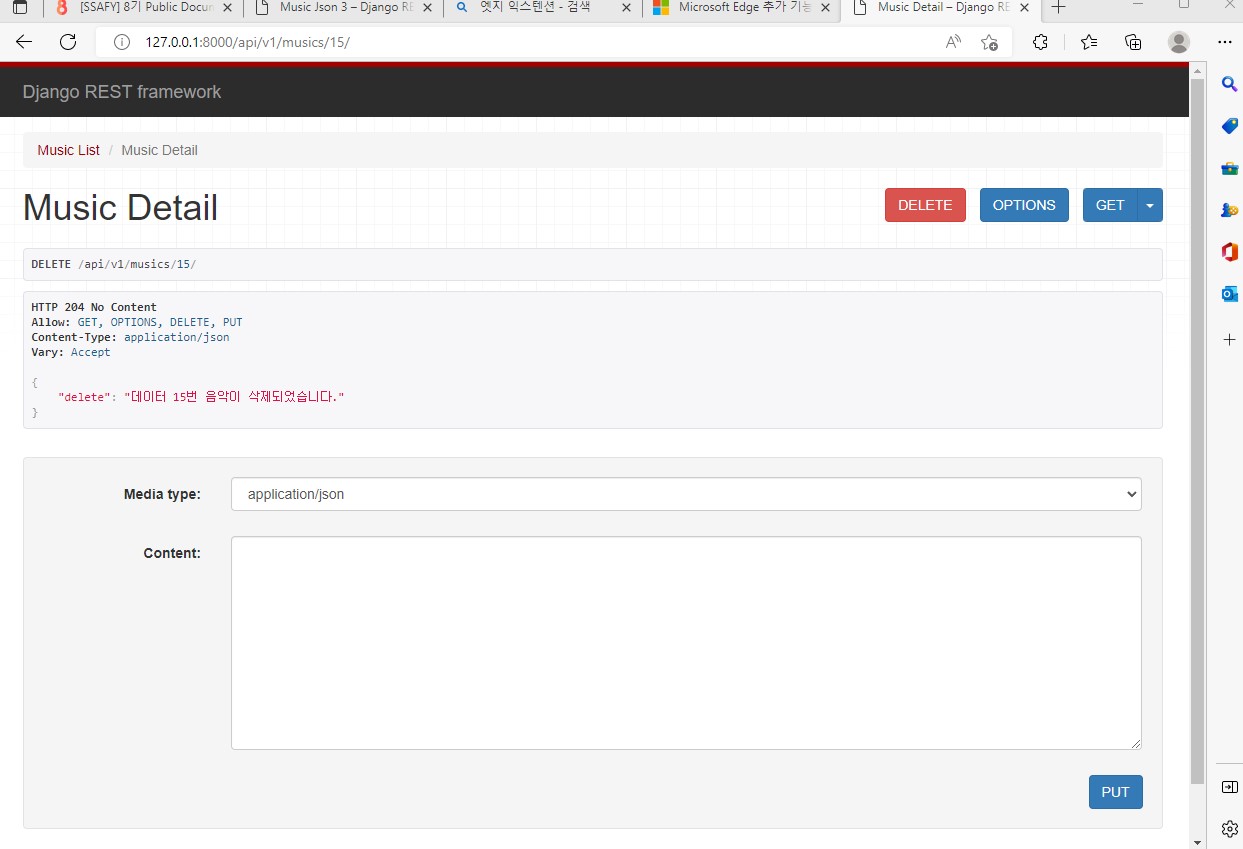 [SSAFY] 8기 Public Docun
Music Json 3 – Django RE
엣지 익스텐션 - 검색
Microsoft Edge 추가 기능
Music Detail – Django RE
127.0.0.1:8000/api/v1/musics/15/
Django REST framework
Music List / Music Detail
Music Detail
DELETE
OPTIONS
GET
DELETE /api/v1/musics/15/
HTTP 204 No Content
Allow: GET, OPTIONS, DELETE, PUT
Content-Type: application/json
Vary: Accept
{
"delete": "데이터 15번 음악이 삭제되었습니다."
}
Media type:
application/json
Content:
PUT